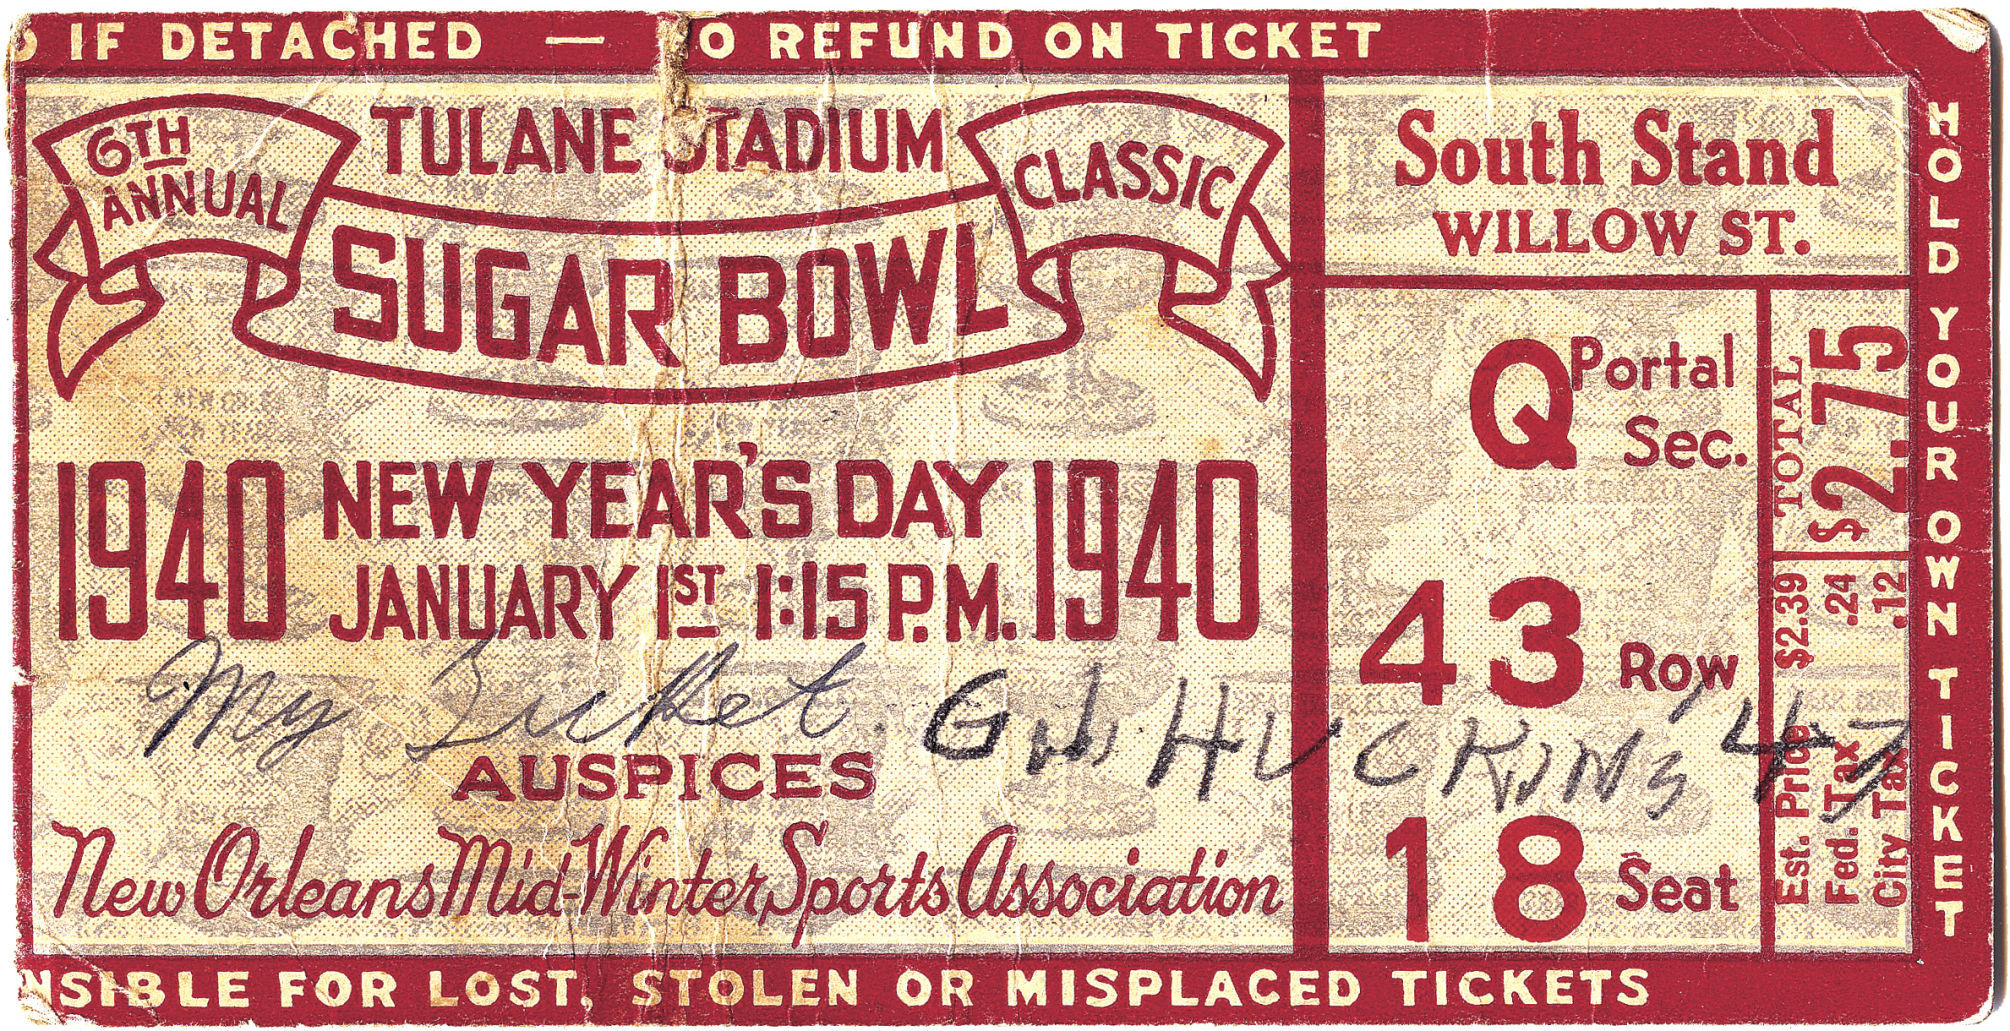 IF DETACHED — NO REFUND ON TICKET
6TH ANNUAL
TULANE STADIUM
CLASSIC
SUGAR BOWL
1940 NEW YEAR'S DAY 1940
JANUARY 1ST 1:15 P.M.
My Ticket.
AUSPICES
New Orleans Mid-Winter Sports Association
South Stand
WILLOW ST.
Q Portal Sec.
43 Row
18 Seat
TOTAL $2.75
Est. Price $2.39
Fed. Tax .24
City Tax .12
HOLD YOUR OWN TICKET
NSIBLE FOR LOST, STOLEN OR MISPLACED TICKETS